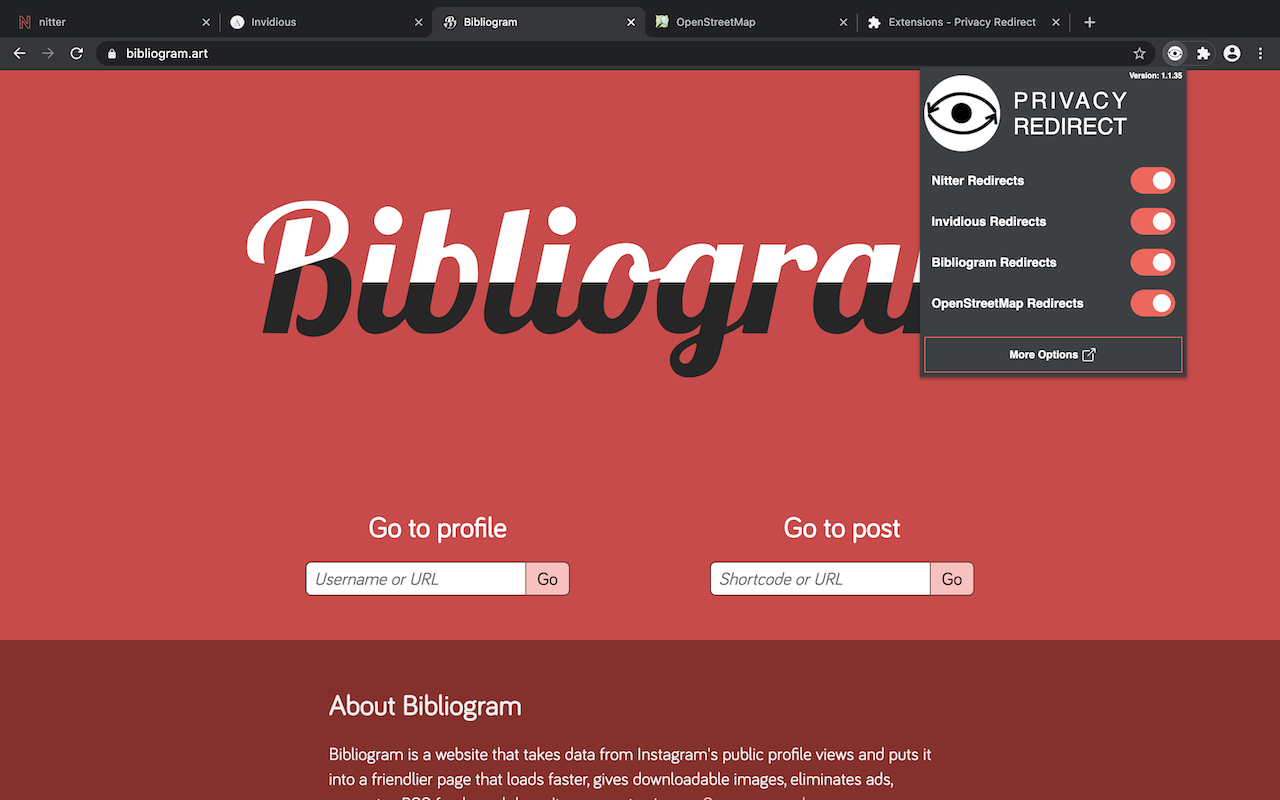 nitter
Invidious
Bibliogram
OpenStreetMap
Extensions - Privacy Redirect
bibliogram.art
Version: 1.1.35
PRIVACY
REDIRECT
Nitter Redirects
Invidious Redirects
Bibliogram Redirects
OpenStreetMap Redirects
More Options
Go to profile
Go to post
Username or URL
Go
Shortcode or URL
Go
About Bibliogram
Bibliogram is a website that takes data from Instagram's public profile views and puts it
into a friendlier page that loads faster, gives downloadable images, eliminates ads,